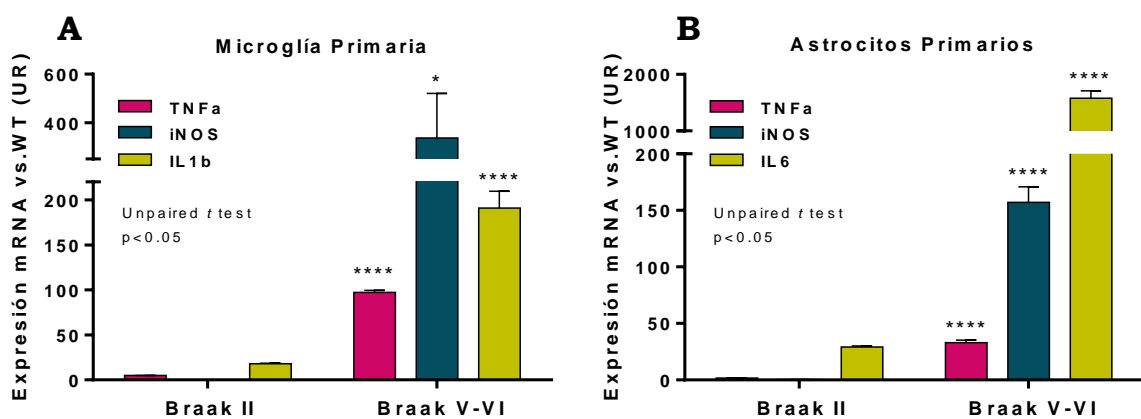 A
Microglía Primaria
Expresión mRNA vs.WT (UR)
600
400
200
150
100
50
0
TNFa
iNOS
IL1b
Unpaired t test
p<0.05
****
*
****
Braak II
Braak V-VI
B
Astrocitos Primarios
Expresión mRNA vs.WT (UR)
2000
1000
200
150
100
50
0
TNFa
iNOS
IL6
Unpaired t test
p<0.05
****
****
****
Braak II
Braak V-VI